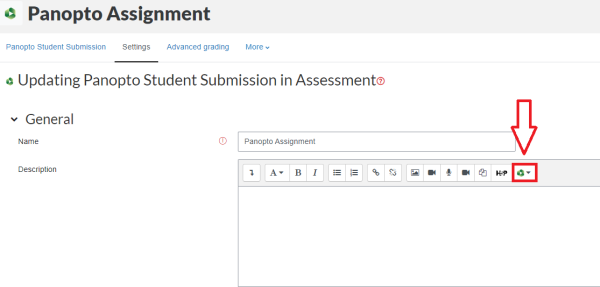 Panopto Assignment
Panopto Student Submission Settings Advanced grading More
Updating Panopto Student Submission in Assessment
General
Name
Panopto Assignment
Description
A B I H5P